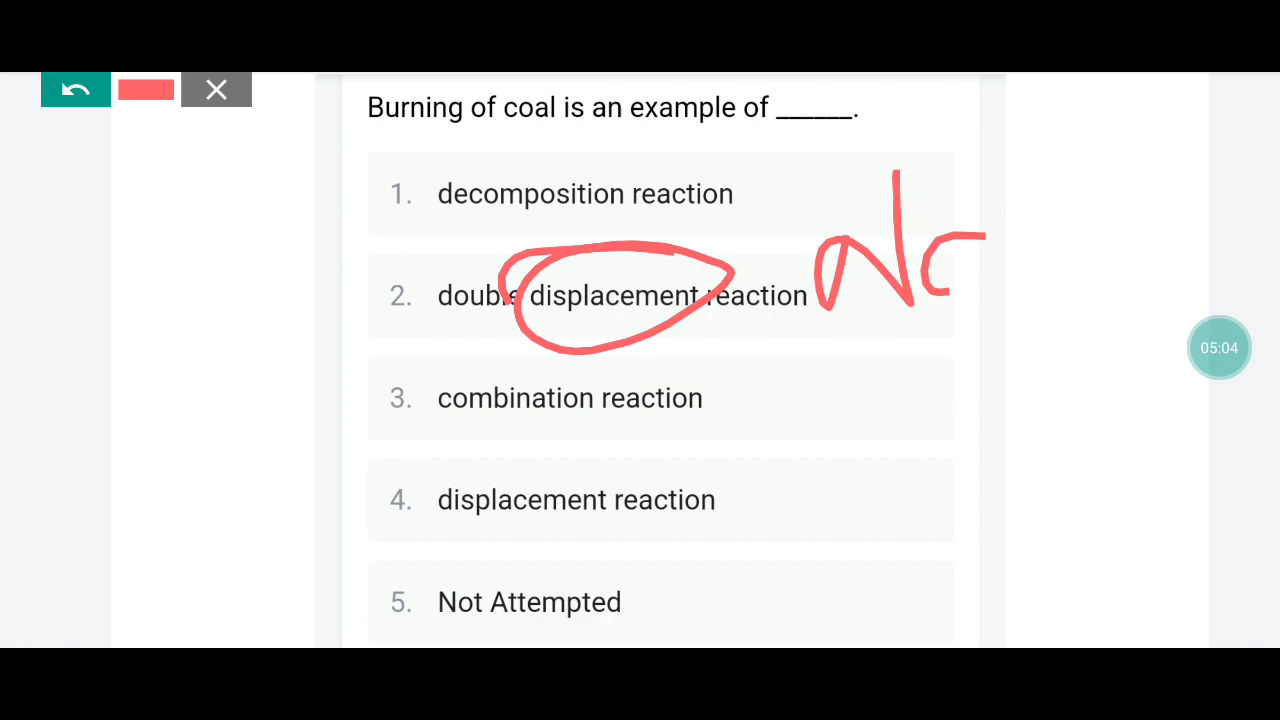 Burning of coal is an example of ______.
1. decomposition reaction
2. double displacement reaction
3. combination reaction
05:04
4. displacement reaction
5. Not Attempted